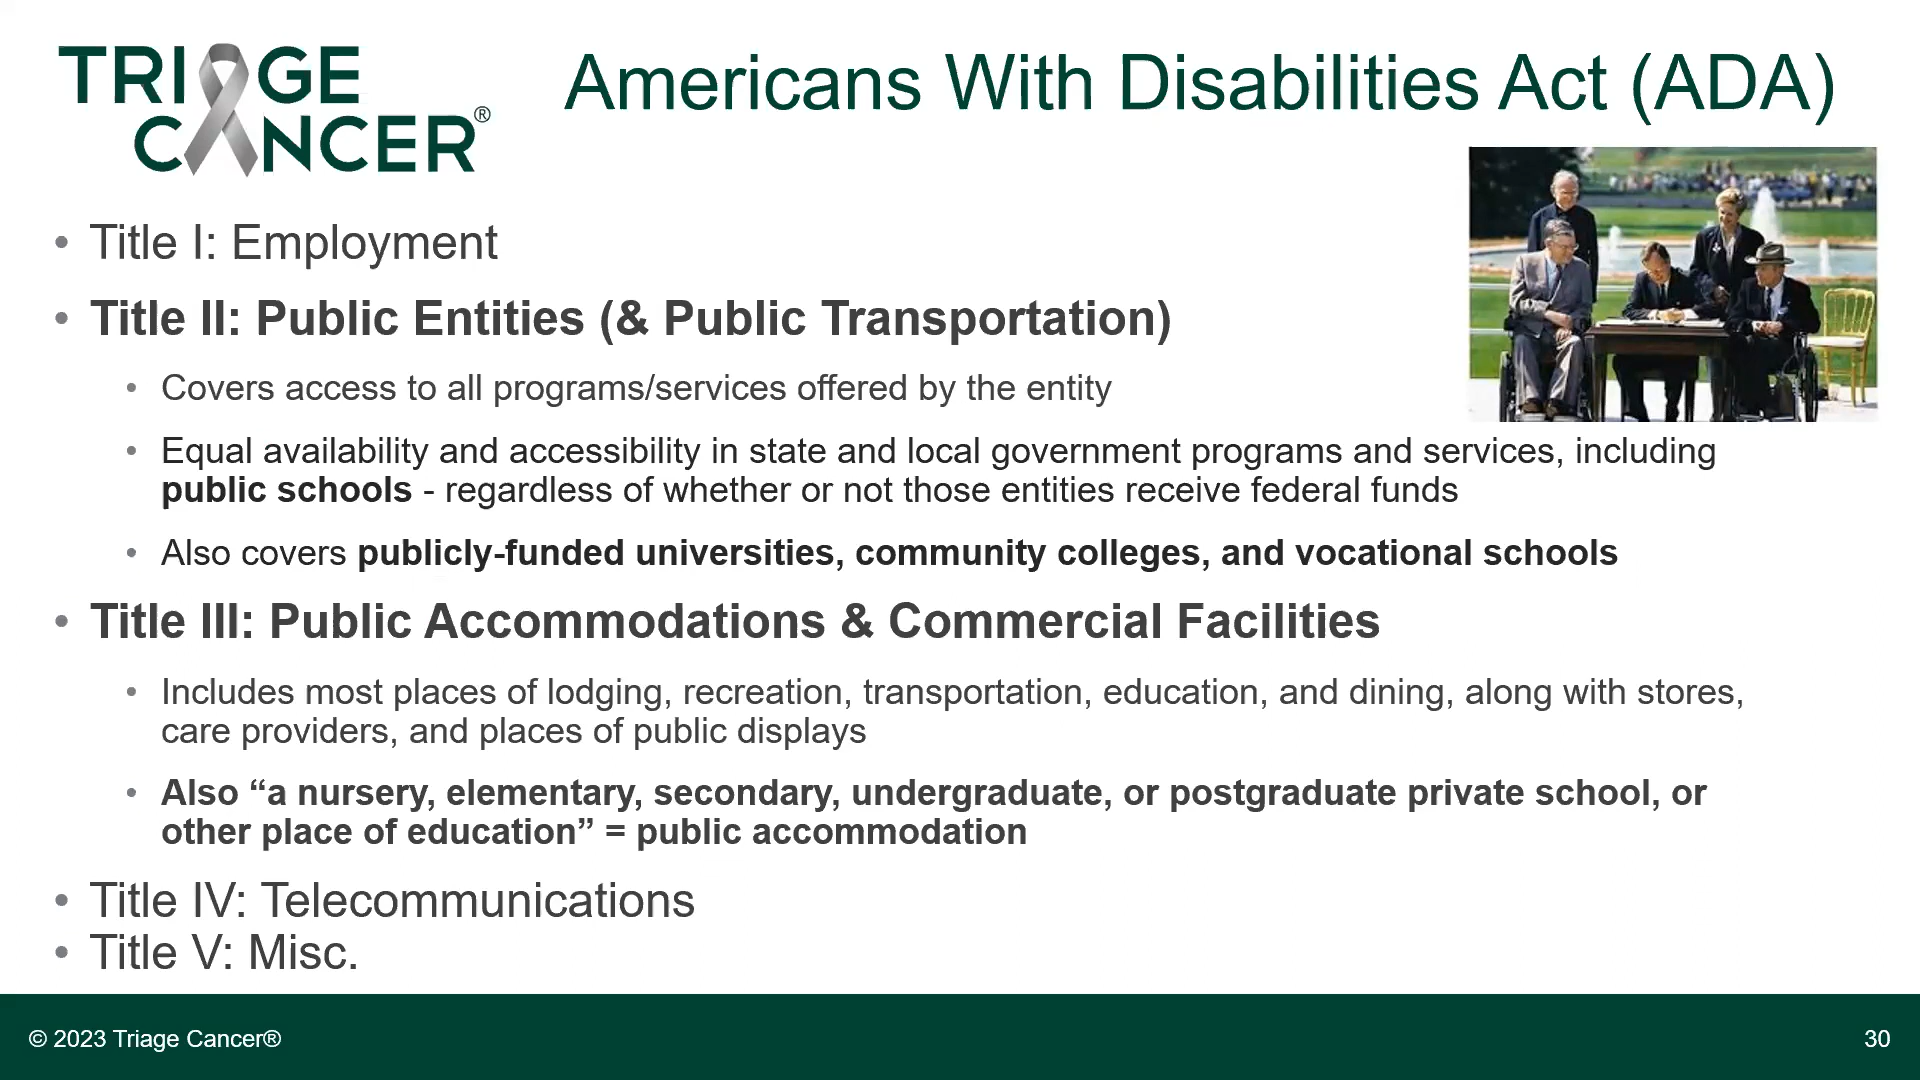 TRIAGE
CANCER®
Americans With Disabilities Act (ADA)
• Title I: Employment
• Title II: Public Entities (& Public Transportation)
• Covers access to all programs/services offered by the entity
• Equal availability and accessibility in state and local government programs and services, including
public schools - regardless of whether or not those entities receive federal funds
• Also covers publicly-funded universities, community colleges, and vocational schools
• Title III: Public Accommodations & Commercial Facilities
• Includes most places of lodging, recreation, transportation, education, and dining, along with stores,
care providers, and places of public displays
• Also “a nursery, elementary, secondary, undergraduate, or postgraduate private school, or
other place of education” = public accommodation
• Title IV: Telecommunications
• Title V: Misc.
© 2023 Triage Cancer®
30